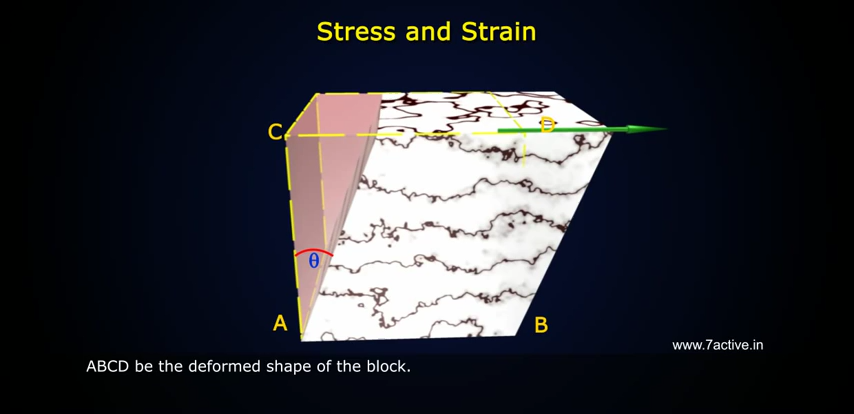 Stress and Strain
C
D
θ
A
B
www.7active.in
ABCD be the deformed shape of the block.